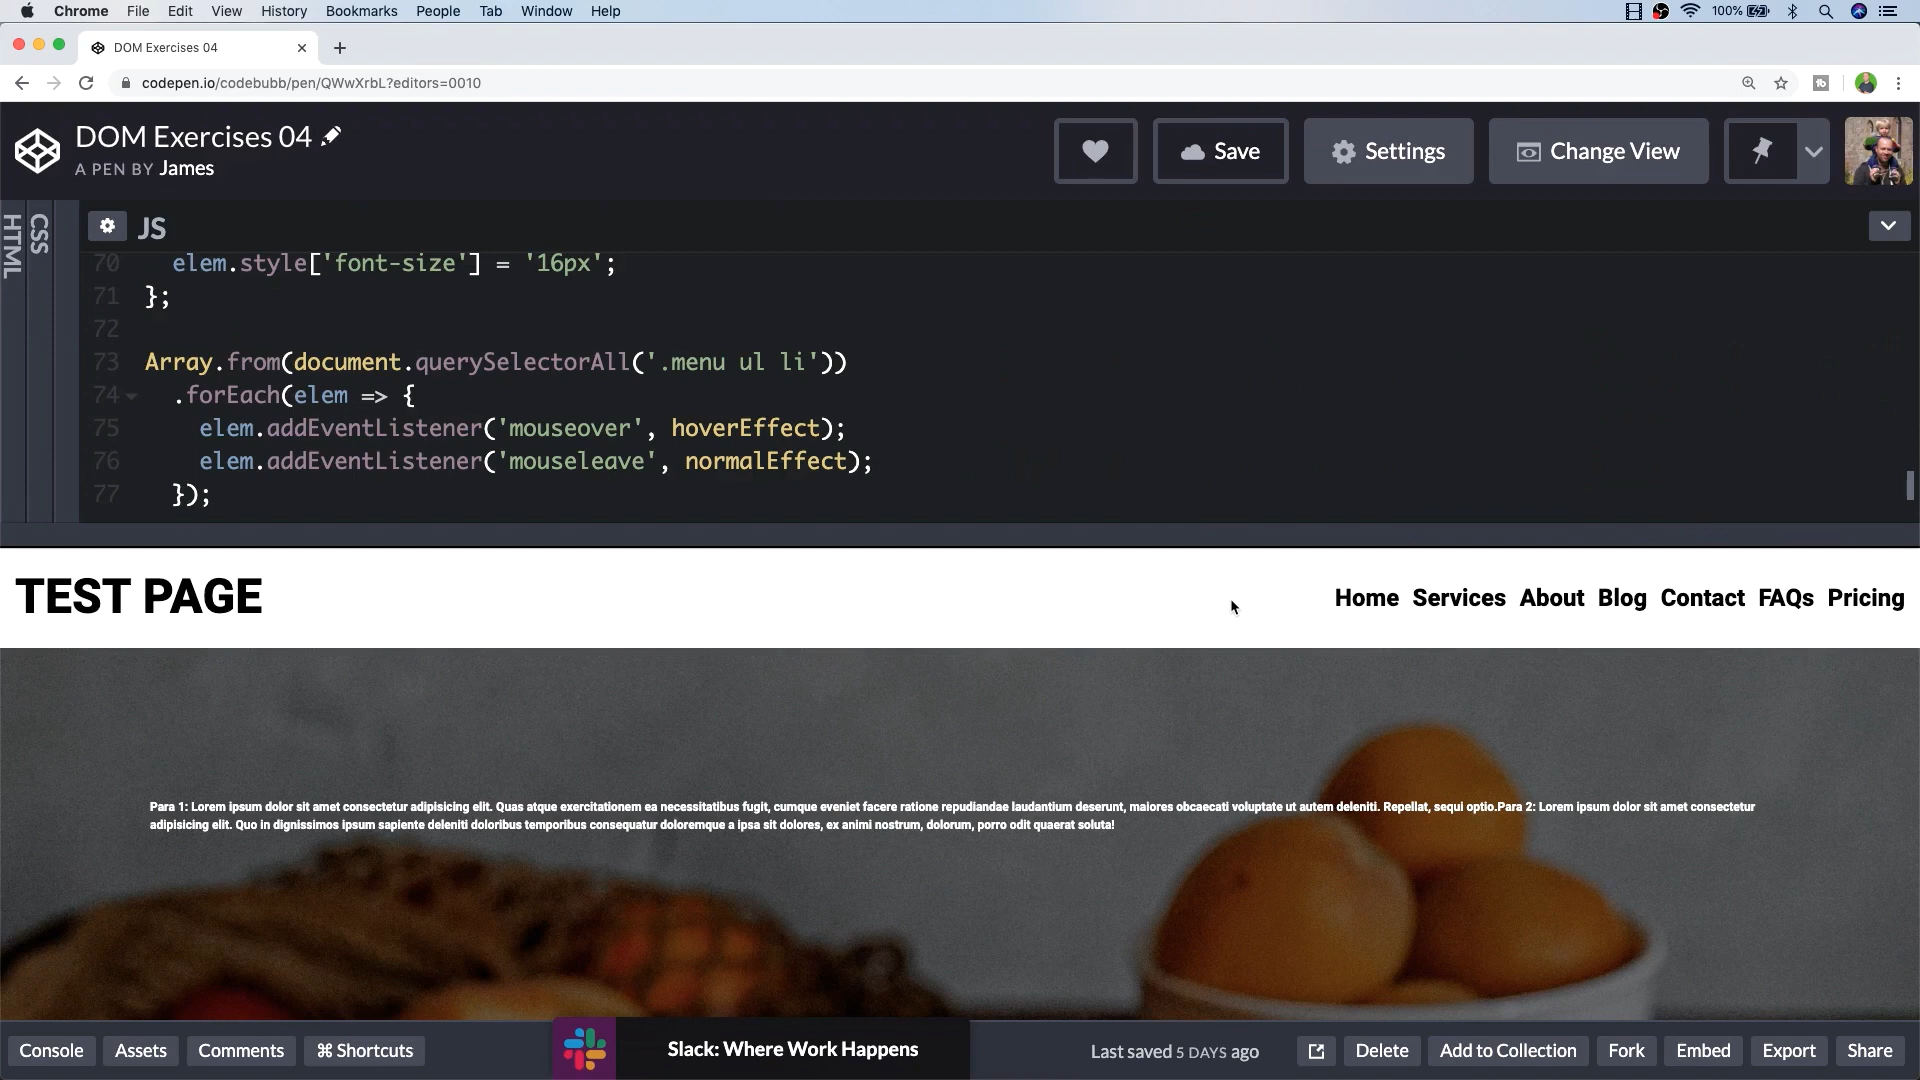 Chrome File Edit View History Bookmarks People Tab Window Help 100%
DOM Exercises 04
codepen.io/codebubb/pen/QWwXrbL?editors=0010
DOM Exercises 04
A PEN BY James
Save Settings Change View
HTML
CSS
JS
70 elem.style['font-size'] = '16px';
71 };
72
73 Array.from(document.querySelectorAll('.menu ul li'))
74 .forEach(elem => {
75 elem.addEventListener('mouseover', hoverEffect);
76 elem.addEventListener('mouseleave', normalEffect);
77 });
TEST PAGE Home Services About Blog Contact FAQs Pricing
Para 1: Lorem ipsum dolor sit amet consectetur adipisicing elit. Quas atque exercitationem ea necessitatibus fugit, cumque eveniet facere ratione repudiandae laudantium deserunt, maiores obcaecati voluptate ut autem deleniti. Repellat, sequi optio.Para 2: Lorem ipsum dolor sit amet consectetur
adipisicing elit. Quo in dignissimos ipsum sapiente deleniti doloribus temporibus consequatur doloremque a ipsa sit dolores, ex animi nostrum, dolorum, porro odit quaerat soluta!
Console Assets Comments ⌘ Shortcuts Slack: Where Work Happens Last saved 5 DAYS ago Delete Add to Collection Fork Embed Export Share